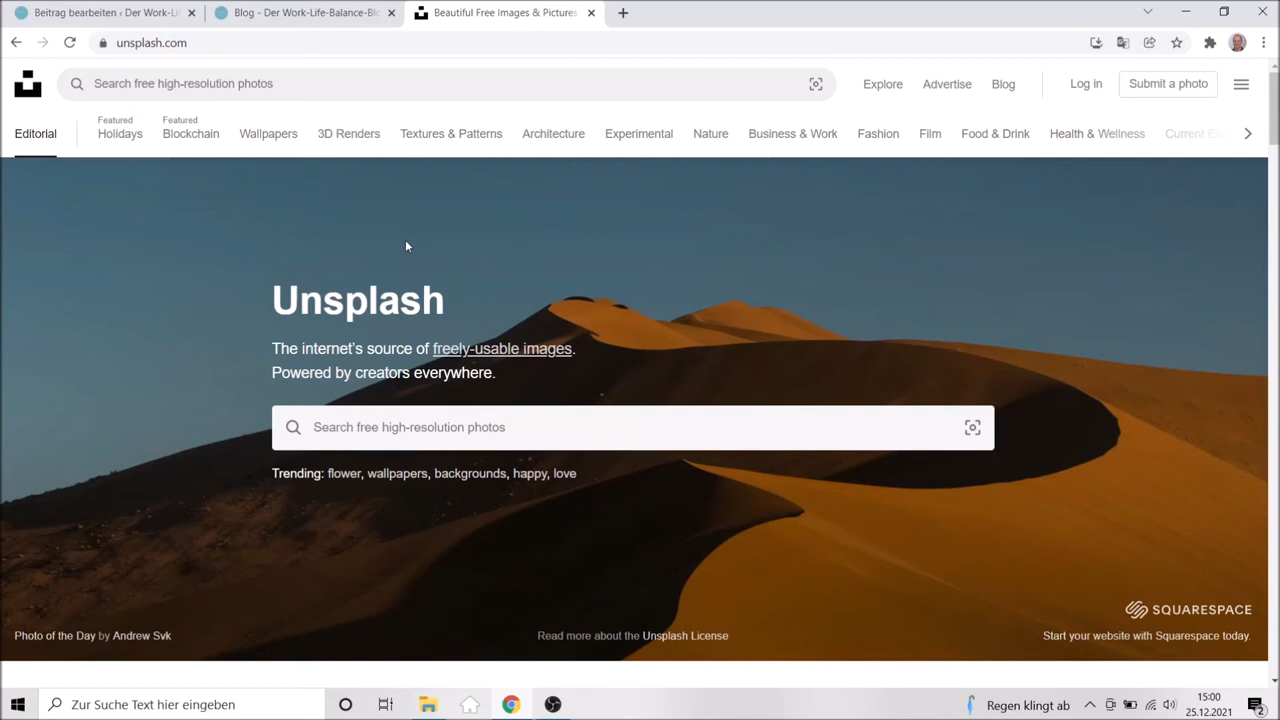 Beitrag bearbeiten ‹ Der Work-Li
Blog - Der Work-Life-Balance-Bl
Beautiful Free Images & Pictures
unsplash.com
Search free high-resolution photos
Explore
Advertise
Blog
Log in
Submit a photo
Editorial
Featured
Holidays
Featured
Blockchain
Wallpapers
3D Renders
Textures & Patterns
Architecture
Experimental
Nature
Business & Work
Fashion
Film
Food & Drink
Health & Wellness
Current Ev
Unsplash
The internet's source of freely-usable images.
Powered by creators everywhere.
Search free high-resolution photos
Trending: flower, wallpapers, backgrounds, happy, love
SQUARESPACE
Photo of the Day by Andrew Svk
Read more about the Unsplash License
Start your website with Squarespace today.
Zur Suche Text hier eingeben
Regen klingt ab
15:00
25.12.2021
2